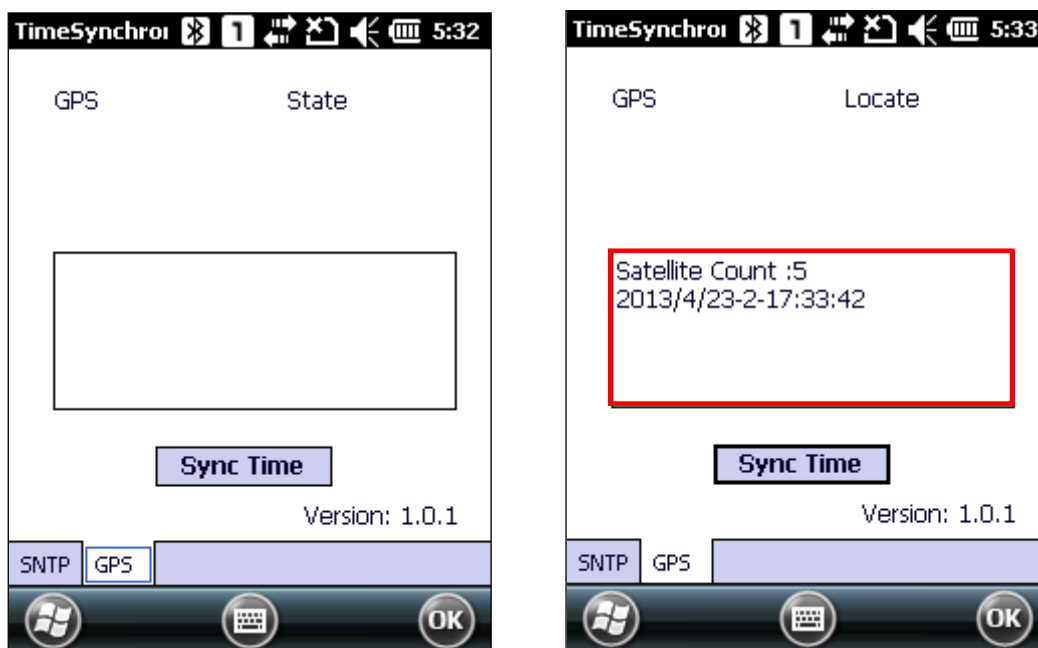 TimeSynchroı 1 5:32
GPS State
Sync Time
Version: 1.0.1
SNTP GPS
OK
TimeSynchroı 1 5:33
GPS Locate
Satellite Count :5
2013/4/23-2-17:33:42
Sync Time
Version: 1.0.1
SNTP GPS
OK